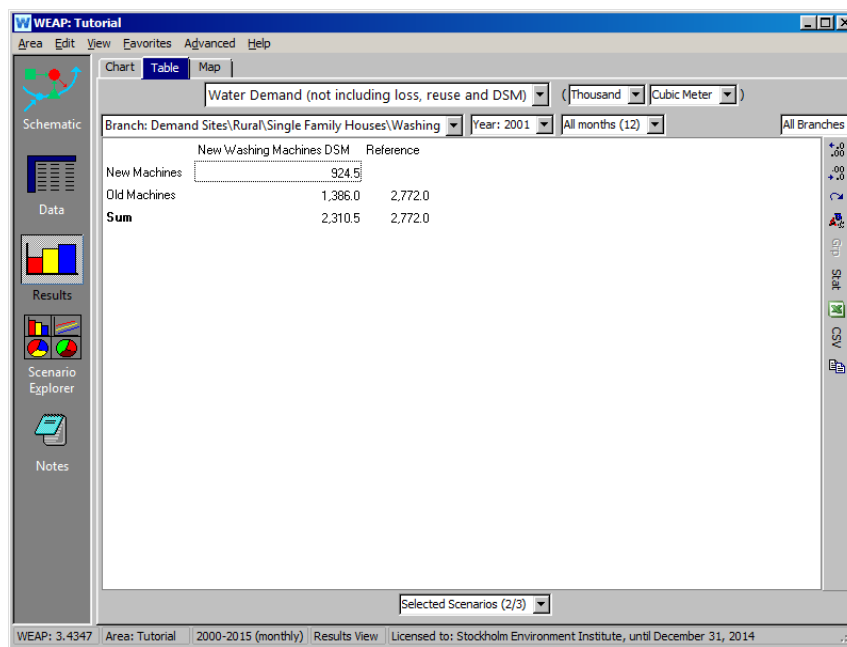 WEAP: Tutorial
Area Edit View Favorites Advanced Help
Chart Table Map
Water Demand (not including loss, reuse and DSM) (Thousand Cubic Meter)
Branch: Demand Sites\Rural\Single Family Houses\Washing Year: 2001 All months (12) All Branches
New Washing Machines DSM Reference
New Machines 924.5
Old Machines 1,386.0 2,772.0
Sum 2,310.5 2,772.0
Schematic
Data
Results
Scenario
Explorer
Notes
Grp
Stat
CSV
Selected Scenarios (2/3)
WEAP: 3.4347 Area: Tutorial 2000-2015 (monthly) Results View Licensed to: Stockholm Environment Institute, until December 31, 2014